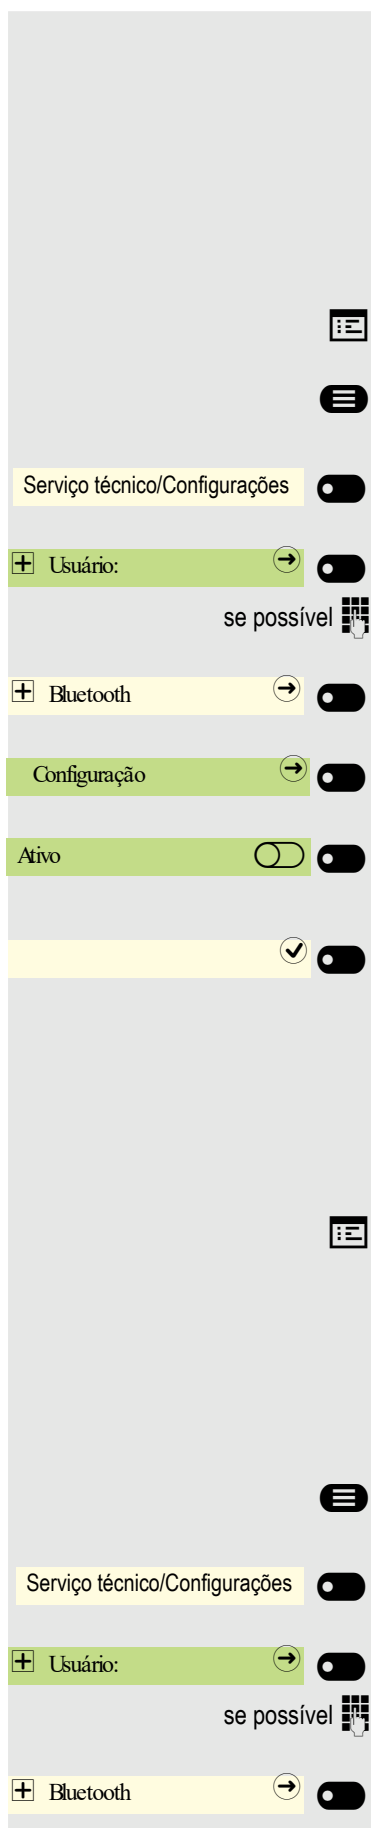 Serviço técnico/Configurações
Usuário:
se possível
Bluetooth
Configuração
Ativo
Serviço técnico/Configurações
Usuário:
se possível
Bluetooth